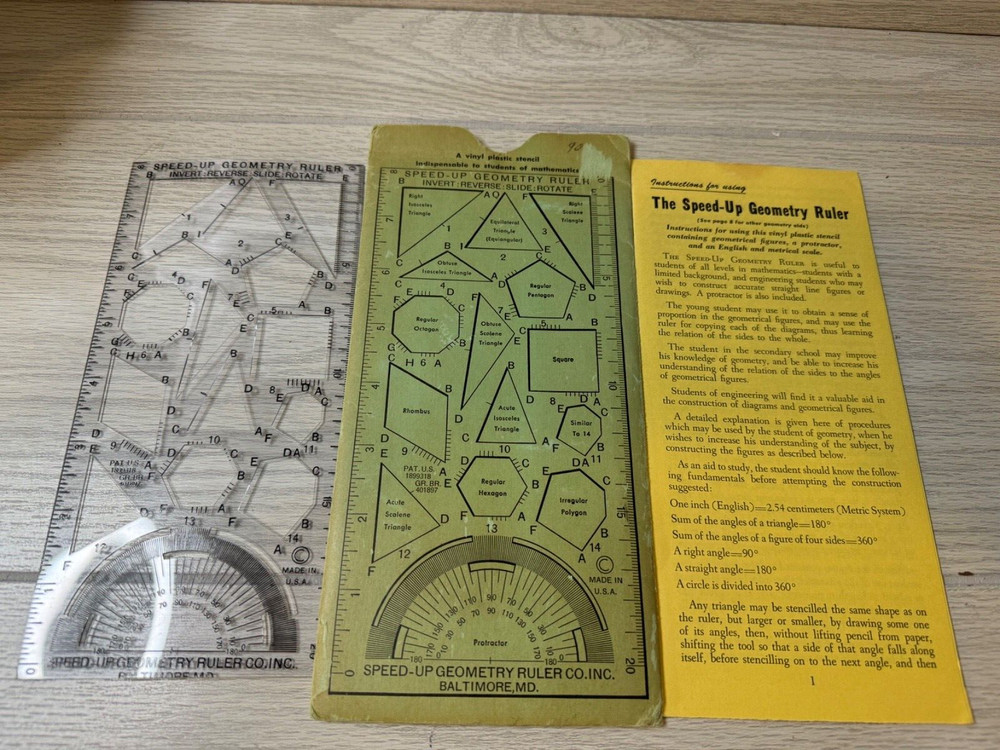 SPEED-UP GEOMETRY RULER
INVERT:REVERSE:SLIDE:ROTATE
PAT. U.S.
© MADE IN
U.S.A.
SPEED-UP GEOMETRY RULER CO.INC.
BALTIMORE,MD.
A vinyl plastic stencil
Indispensable to students of mathematics
SPEED-UP GEOMETRY RULER
INVERT:REVERSE:SLIDE:ROTATE
Right
Isosceles
Triangle
Equilateral
Triangle
(Equiangular)
Right
Scalene
Triangle
Obtuse
Isosceles Triangle
Regular
Pentagon
Regular
Octagon
Obtuse
Scalene
Triangle
Square
Rhombus
Acute
Isosceles
Triangle
Similar
To 14
PAT. U.S.
1899318
GR. BR.
401897
Acute
Scalene
Triangle
Regular
Hexagon
Irregular
Polygon
© MADE IN
U.S.A.
Protractor
SPEED-UP GEOMETRY RULER CO.INC.
BALTIMORE,MD.
Instructions for using
The Speed-Up Geometry Ruler
(See page 8 for other geometry aids)
Instructions for using this vinyl plastic stencil
containing geometrical figures, a protractor,
and an English and metrical scale.
THE SPEED-UP GEOMETRY RULER is useful to
students of all levels in mathematics—students with a
limited background, and engineering students who may
wish to construct accurate straight line figures or
drawings. A protractor is also included.
The young student may use it to obtain a sense of
proportion in the geometrical figures, and may use the
ruler for copying each of the diagrams, thus learning
the relation of the sides to the whole.
The student in the secondary school may improve
his knowledge of geometry, and be able to increase his
understanding of the relation of the sides to the angles
of geometrical figures.
Students of engineering will find it a valuable aid in
the construction of diagrams and geometrical figures.
A detailed explanation is given here of procedures
which may be used by the student of geometry, when he
wishes to increase his understanding of the subject, by
constructing the figures as described below.
As an aid to study, the student should know the follow-
ing fundamentals before attempting the construction
suggested:
One inch (English)=2.54 centimeters (Metric System)
Sum of the angles of a triangle=180°
Sum of the angles of a figure of four sides=360°
A right angle=90°
A straight angle=180°
A circle is divided into 360°
Any triangle may be stencilled the same shape as on
the ruler, but larger or smaller, by drawing some one
of its angles, then, without lifting pencil from paper,
shifting the tool so that a side of that angle falls along
itself, before stencilling on to the next angle, and then
1